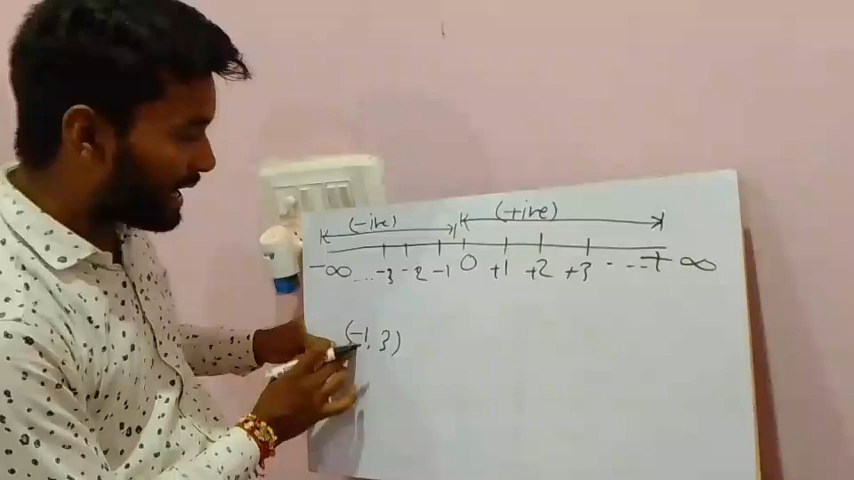 (-ive) (+ive)
-∞ ... -3 -2 -1 0 +1 +2 +3 - - - - + ∞
(-1, 3)